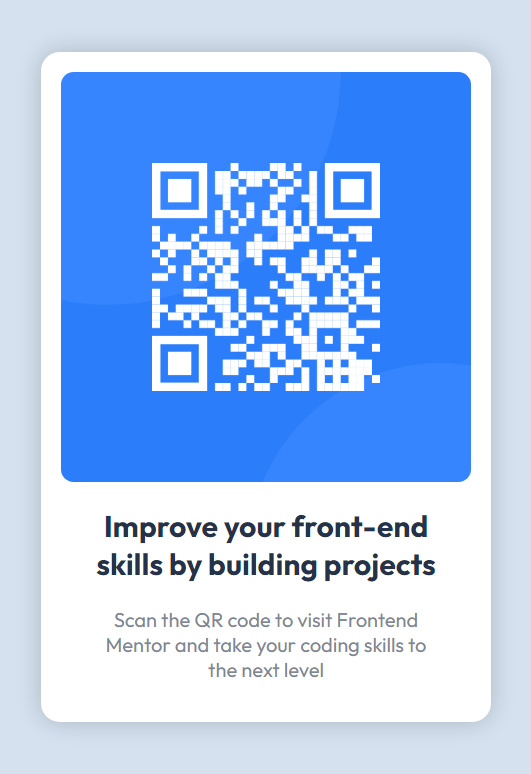 Improve your front-end
skills by building projects
Scan the QR code to visit Frontend
Mentor and take your coding skills to
the next level